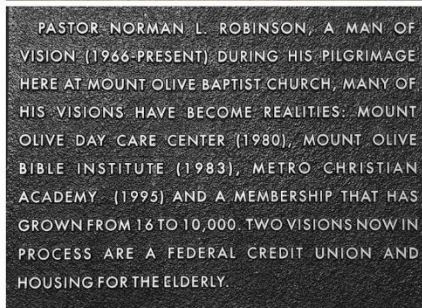 PASTOR NORMAN L. ROBINSON, A MAN OF
VISION (1966-PRESENT) DURING HIS PILGRIMAGE
HERE AT MOUNT OLIVE BAPTIST CHURCH, MANY OF
HIS VISIONS HAVE BECOME REALITIES: MOUNT
OLIVE DAY CARE CENTER (1980), MOUNT OLIVE
BIBLE INSTITUTE (1983), METRO CHRISTIAN
ACADEMY (1995) AND A MEMBERSHIP THAT HAS
GROWN FROM 16 TO 10,000. TWO VISIONS NOW IN
PROCESS ARE A FEDERAL CREDIT UNION AND
HOUSING FOR THE ELDERLY.